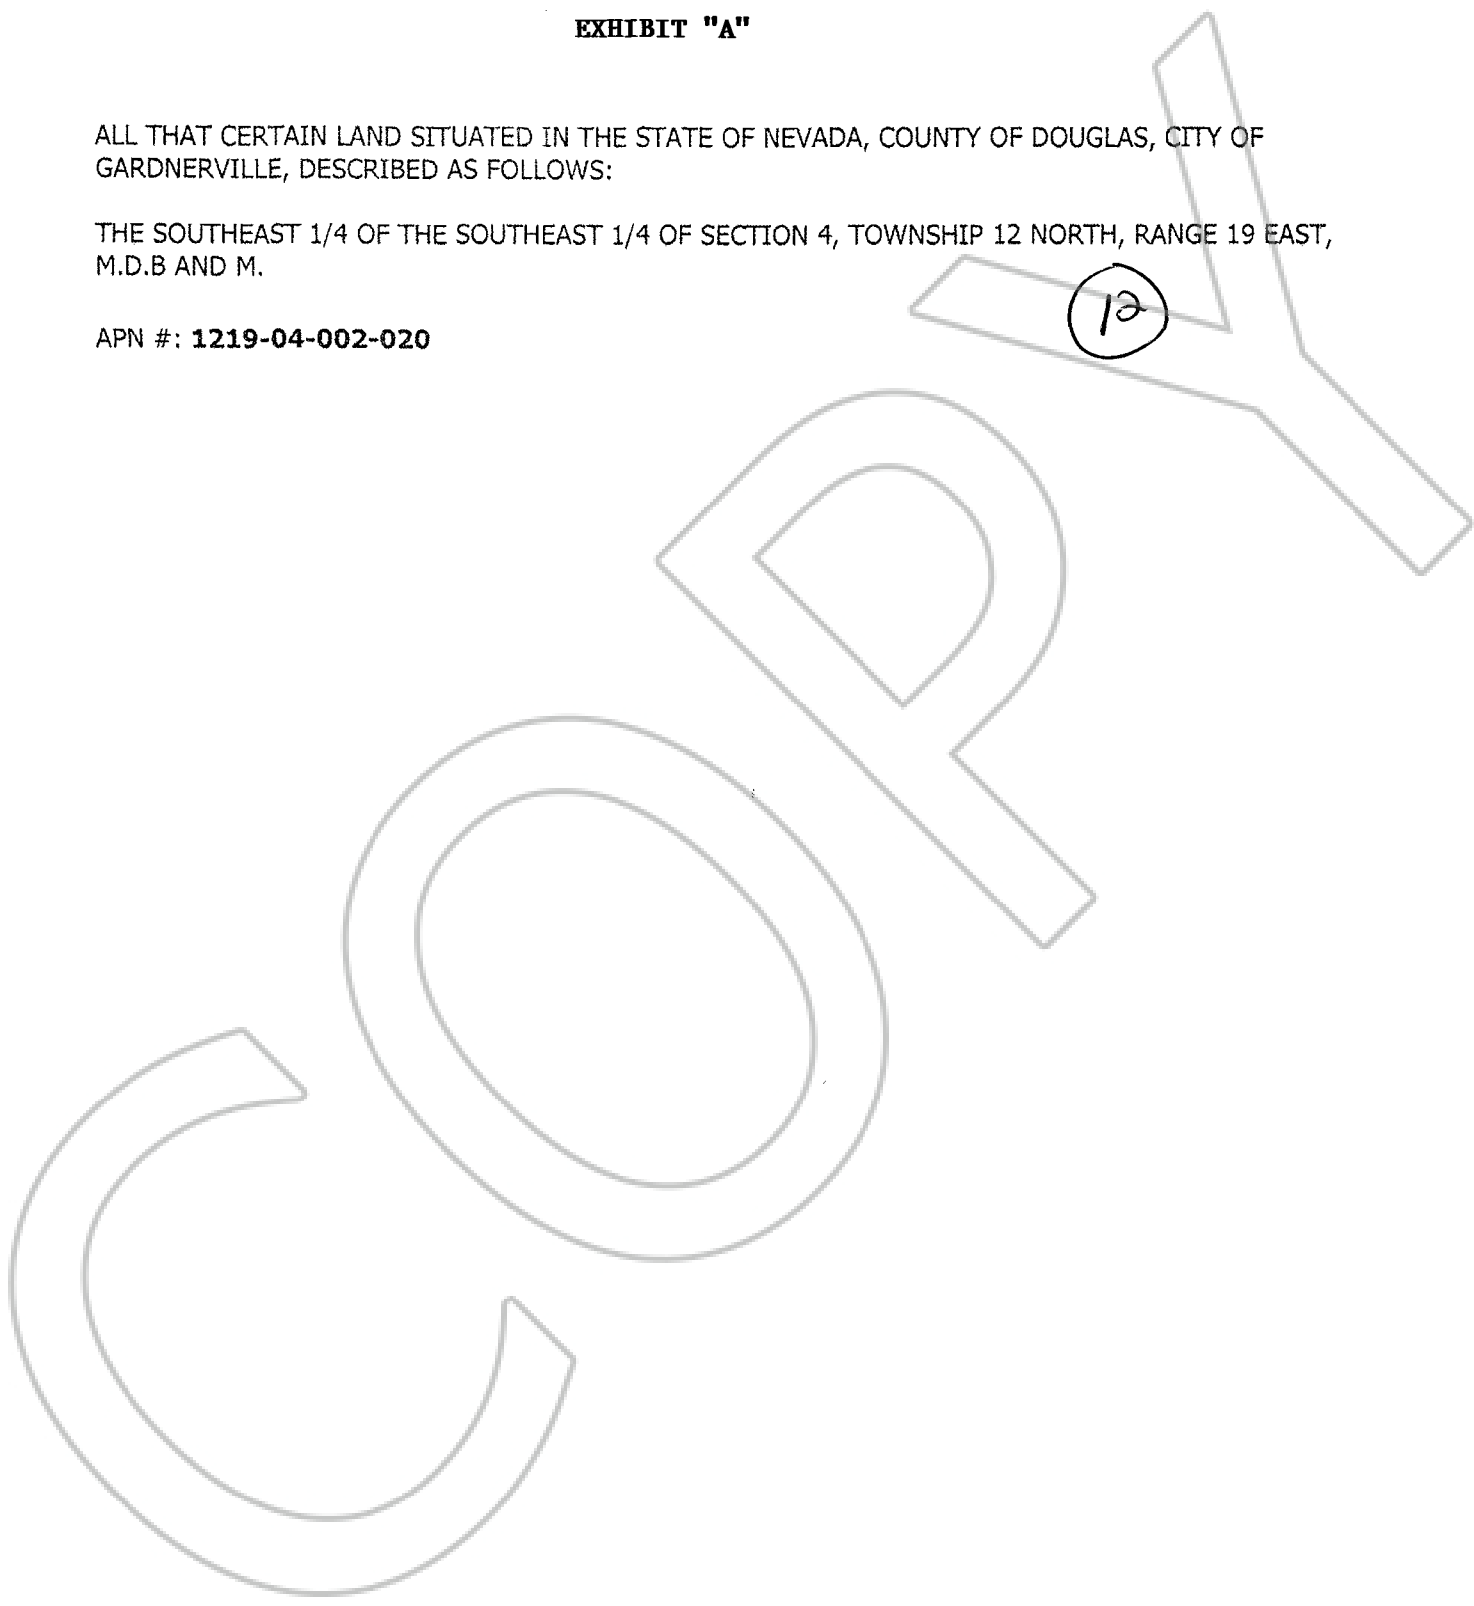 EXHIBIT "A"
ALL THAT CERTAIN LAND SITUATED IN THE STATE OF NEVADA, COUNTY OF DOUGLAS, CITY OF
GARDNERVILLE, DESCRIBED AS FOLLOWS:
THE SOUTHEAST 1/4 OF THE SOUTHEAST 1/4 OF SECTION 4, TOWNSHIP 12 NORTH, RANGE 19 EAST,
M.D.B AND M.
12
APN #: 1219-04-002-020
COPY